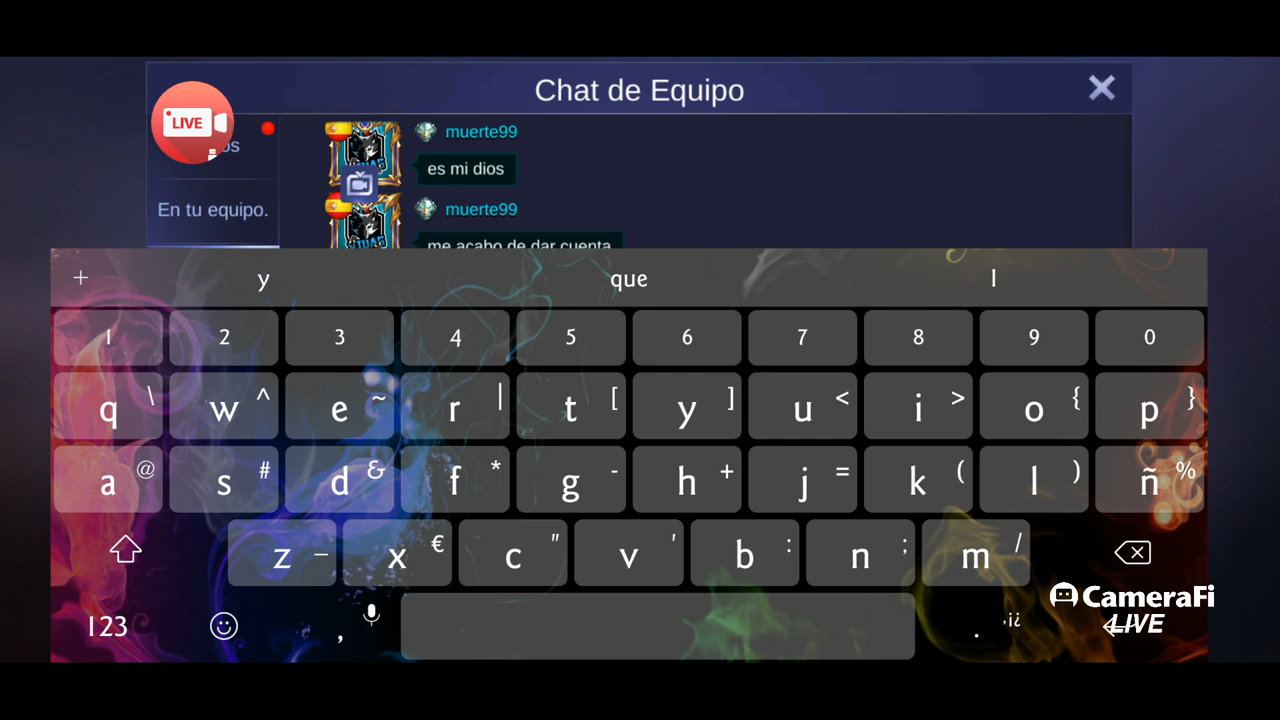 Chat de Equipo
LIVE
os
En tu equipo.
muerte99
es mi dios
muerte99
me acabo de dar cuenta
+ y que l
1 2 3 4 5 6 7 8 9 0
q \ w ^ e ~ r | t [ y ] u < i > o { p }
a @ s # d & f * g - h + j = k ( l ) ñ %
z _ x € c " v ' b : n ; m /
123 , . ,¡¿
CameraFi
LIVE